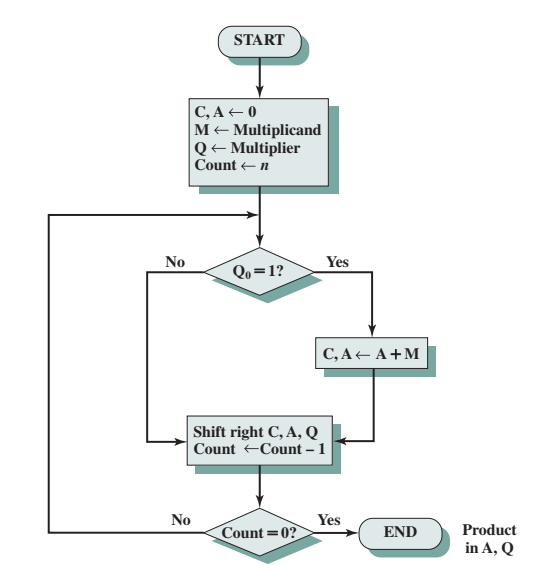 START
C, A ← 0
M ← Multiplicand
Q ← Multiplier
Count ← n
No
Q₀ = 1?
Yes
C, A ← A + M
Shift right C, A, Q
Count ← Count – 1
No
Count = 0?
Yes
END
Product
in A, Q